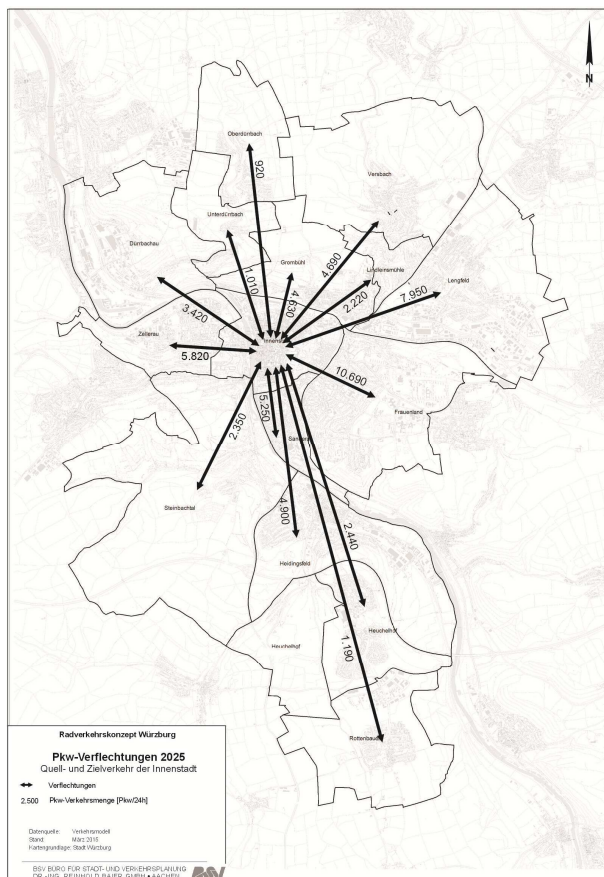 N
Oberdürrbach
920
Versbach
Unterdürrbach
Dürrbachau
Grombühl
4.690
Lindleinsmühle
1.010
4.630
2.220
7.950
Lengfeld
3.420
Zellerau
5.820
10.690
Frauenland
5.250
2.350
Steinbachtal
4.900
2.440
Heidingsfeld
Heuchelhof
Heuchelhof
1.190
Radverkehrskonzept Würzburg
Pkw-Verflechtungen 2025
Quell- und Zielverkehr der Innenstadt
Verflechtungen
2.500 Pkw-Verkehrsmenge [Pkw/24h]
Datenquelle: Verkehrsmodell
Stand: März 2015
Kartengrundlage: Stadt Würzburg
BSV BÜRO FÜR STADT- UND VERKEHRSPLANUNG
DR.-ING. REINHOLD BAIER GMBH AACHEN
BSV